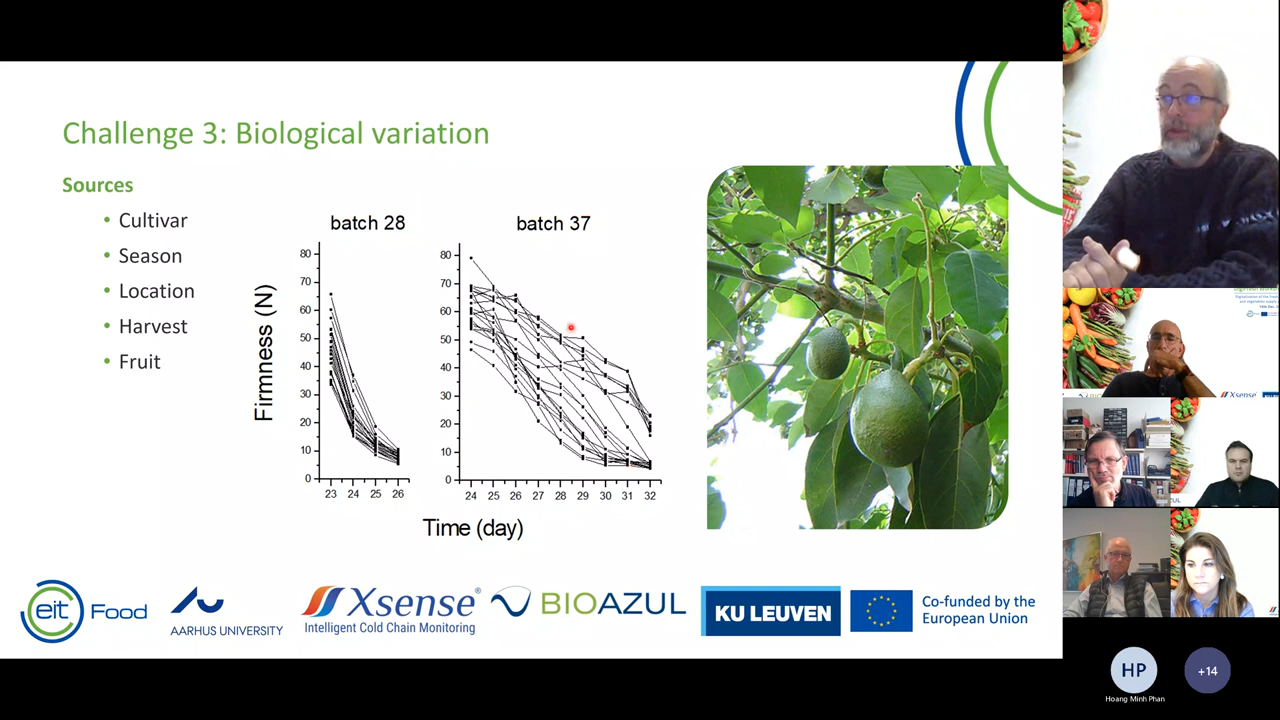 Challenge 3: Biological variation
Sources
• Cultivar
• Season
• Location
• Harvest
• Fruit
batch 28
batch 37
Firmness (N)
80
70
60
50
40
30
20
10
0
23 24 25 26
80
70
60
50
40
30
20
10
0
24 25 26 27 28 29 30 31 32
Time (day)
eit Food
AARHUS UNIVERSITY
Xsense®
Intelligent Cold Chain Monitoring
BIOAZUL
KU LEUVEN
Co-funded by the
European Union
Xsense
HP
+14
Hoang Minh Phan